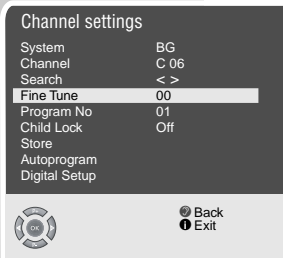 Channel settings
System BG
Channel C 06
Search < >
Fine Tune 00
Program No 01
Child Lock Off
Store
Autoprogram
Digital Setup
OK
Back
Exit